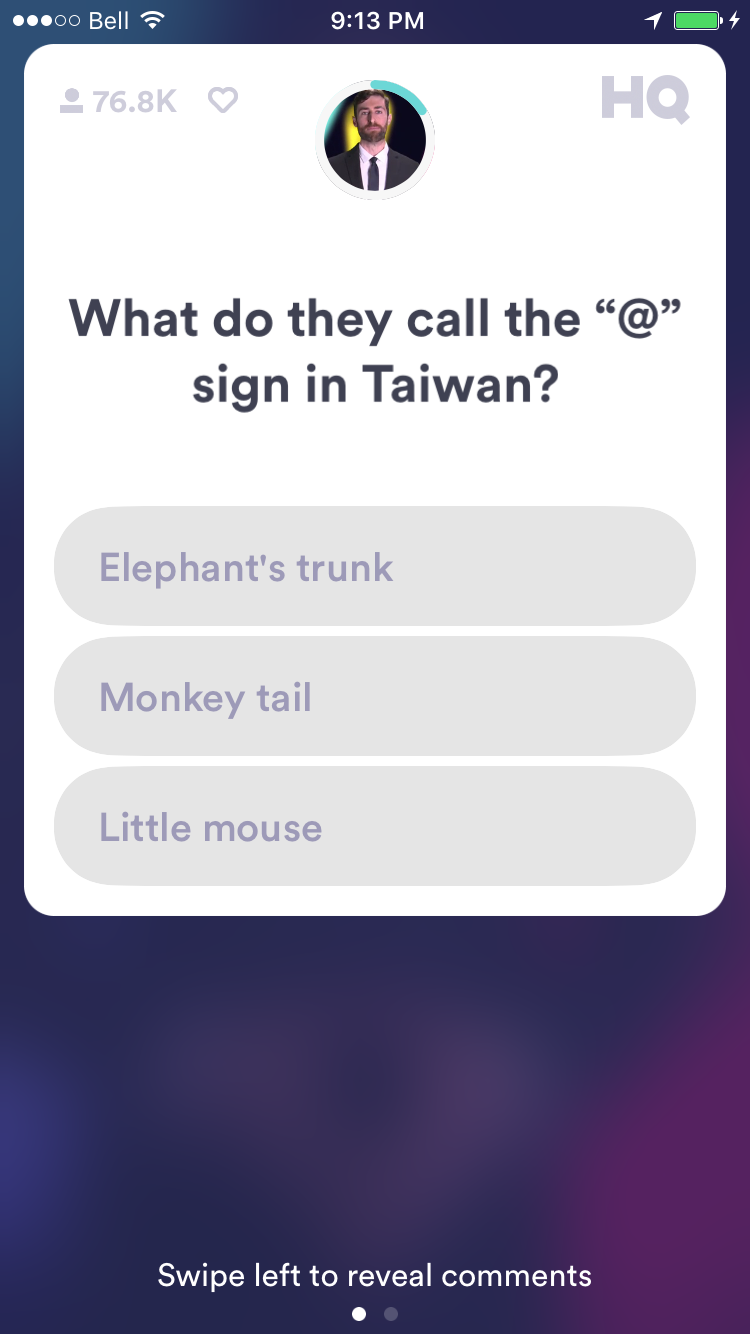 Bell 9:13 PM
76.8K HQ
What do they call the “@”
sign in Taiwan?
Elephant's trunk
Monkey tail
Little mouse
Swipe left to reveal comments